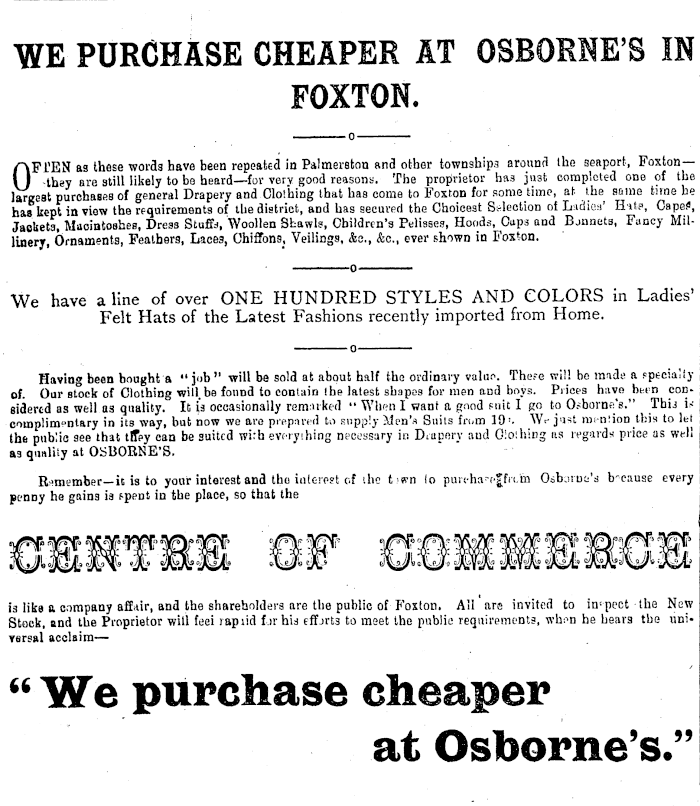 WE PURCHASE CHEAPER AT OSBORNE'S IN
FOXTON.
OFTEN as these words have been repeated in Palmerston and other townships around the seaport, Foxton—
they are still likely to be heard—for very good reasons. The proprietor has just completed one of the
largest purchases of general Drapery and Clothing that has come to Foxton for some time, at the same time he
has kept in view the requirements of the district, and has secured the Choicest Selection of Ladies' Hats, Capes,
Jackets, Macintoshes, Dress Stuffs, Woollen Shawls, Children's Pelisses, Hoods, Caps and Bonnets, Fancy Mil-
linery, Ornaments, Feathers, Laces, Chiffons, Veilings, &c., &c., ever shown in Foxton.
We have a line of over ONE HUNDRED STYLES AND COLORS in Ladies'
Felt Hats of the Latest Fashions recently imported from Home.
Having been bought a "job" will be sold at about half the ordinary value. These will be made a specialty
of. Our stock of Clothing will be found to contain the latest shapes for men and boys. Prices have been con-
sidered as well as quality. It is occasionally remarked "When I want a good suit I go to Osborne's." This is
complimentary in its way, but now we are prepared to supply Men's Suits from 19s. We just mention this to let
the public see that they can be suited with everything necessary in Drapery and Clothing as regards price as well
as quality at OSBORNE'S.
Remember—it is to your interest and the interest of the town to purchase from Osborne's because every
penny he gains is spent in the place, so that the
CENTRE OF COMMERCE
is like a company affair, and the shareholders are the public of Foxton. All are invited to inspect the New
Stock, and the Proprietor will feel rapaid for his efforts to meet the public requirements, when he hears the uni-
versal acclaim—
"We purchase cheaper
at Osborne's."